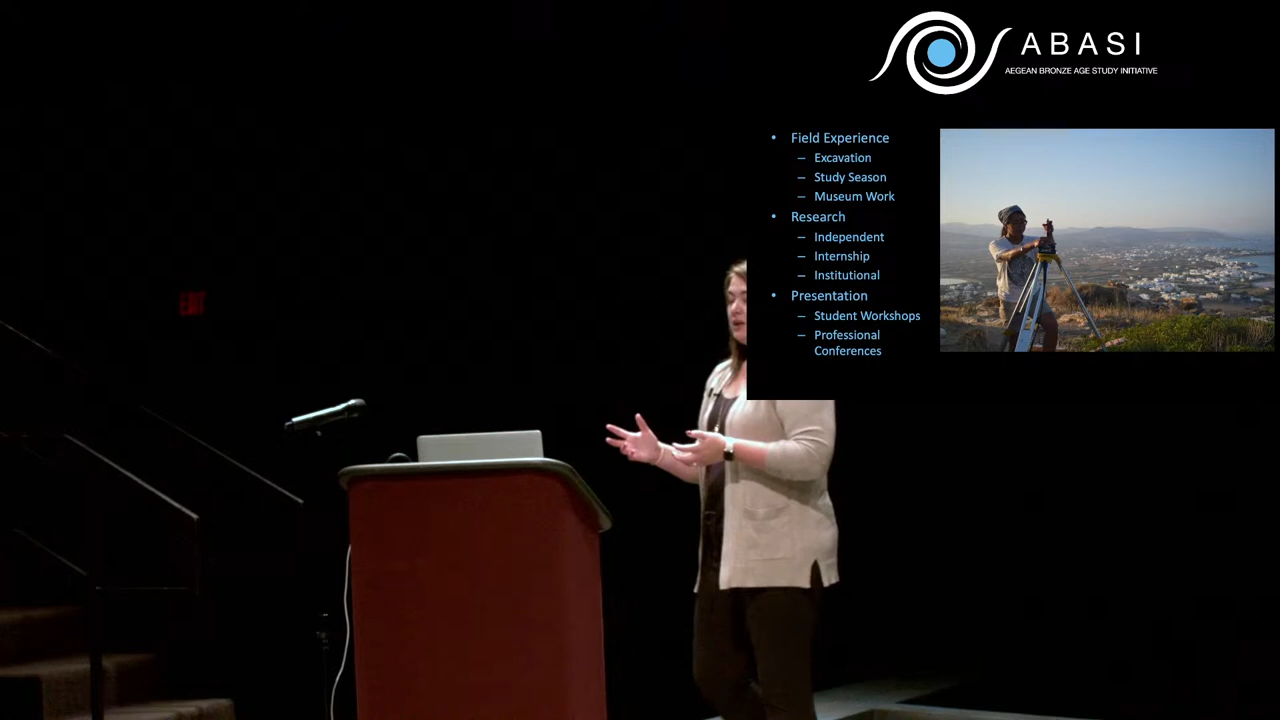 ABASI
AEGEAN BRONZE AGE STUDY INITIATIVE
• Field Experience
– Excavation
– Study Season
– Museum Work
• Research
– Independent
– Internship
– Institutional
• Presentation
– Student Workshops
– Professional
Conferences
EXIT